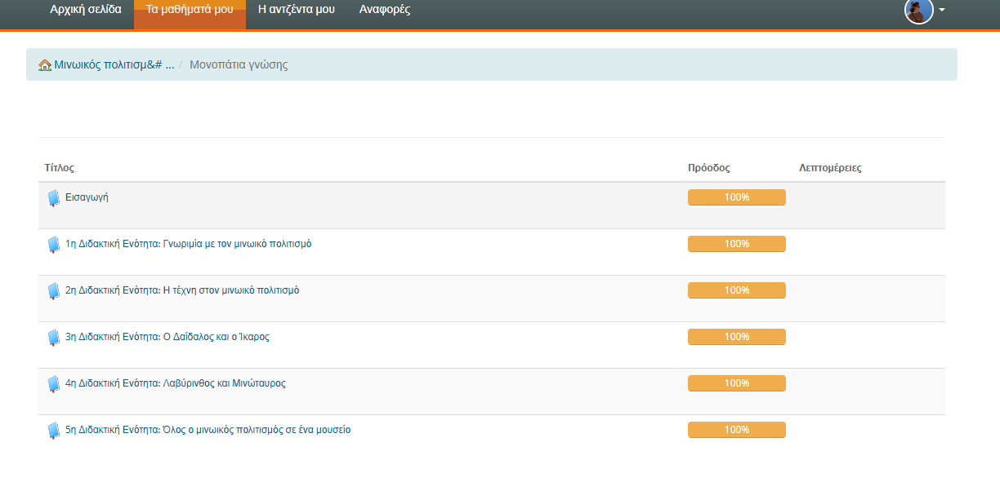 Αρχική σελίδα Τα μαθήματά μου Η αντζέντα μου Αναφορές
Μινωικός πολιτισμ&# ... / Μονοπάτια γνώσης
Τίτλος Πρόοδος Λεπτομέρειες
Εισαγωγή 100%
1η Διδακτική Ενότητα: Γνωριμία με τον μινωικό πολιτισμό 100%
2η Διδακτική Ενότητα: Η τέχνη στον μινωικό πολιτισμό 100%
3η Διδακτική Ενότητα: Ο Δαίδαλος και ο Ίκαρος 100%
4η Διδακτική Ενότητα: Λαβύρινθος και Μινώταυρος 100%
5η Διδακτική Ενότητα: Όλος ο μινωικός πολιτισμός σε ένα μουσείο 100%